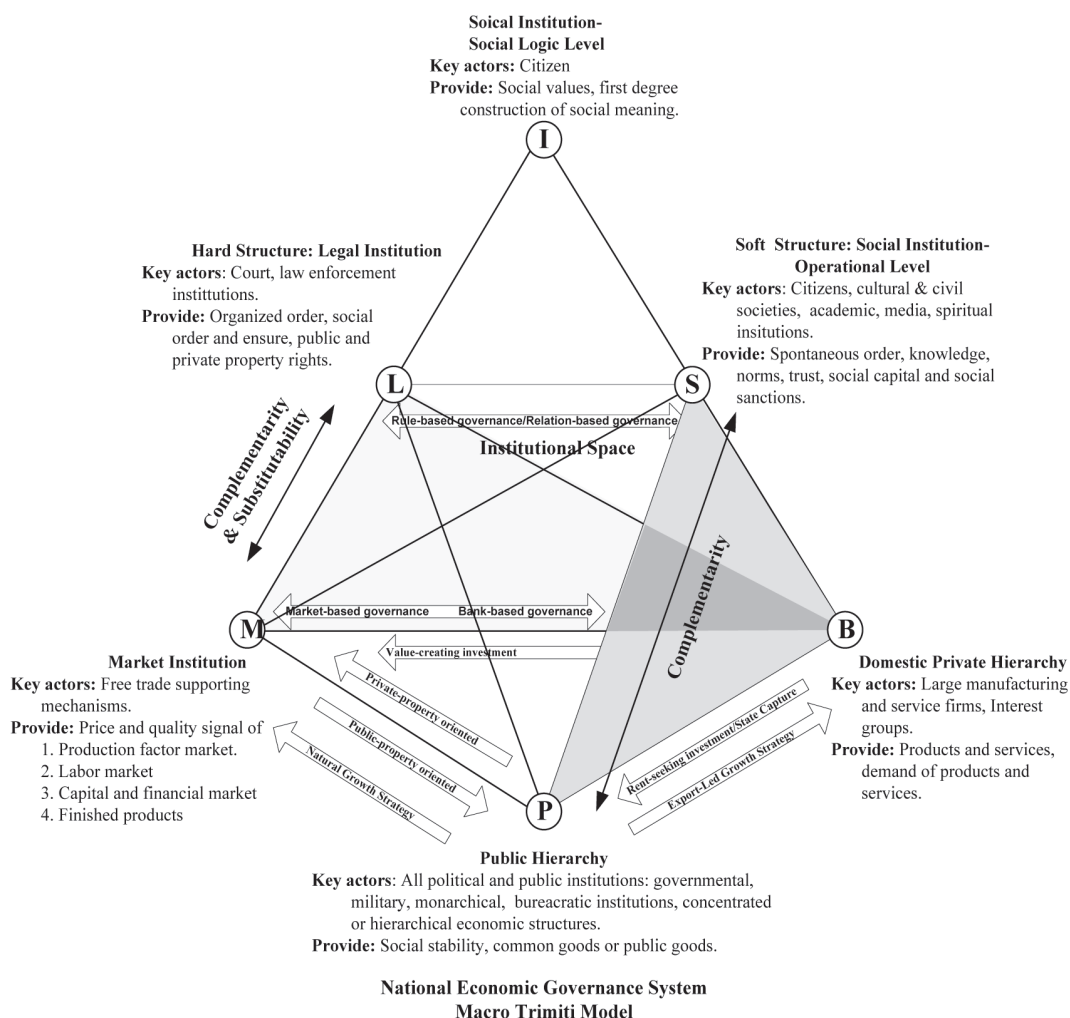 Soical Institution-
Social Logic Level
Key actors: Citizen
Provide: Social values, first degree
construction of social meaning.
I
Hard Structure: Legal Institution
Key actors: Court, law enforcement
instittutions.
Provide: Organized order, social
order and ensure, public and
private property rights.
Soft Structure: Social Institution-
Operational Level
Key actors: Citizens, cultural & civil
societies, academic, media, spiritual
insitutions.
Provide: Spontaneous order, knowledge,
norms, trust, social capital and social
sanctions.
L
S
Rule-based governance/Relation-based governance
Institutional Space
Complementarity
& Substitutability
Complementarity
M
Market-based governance
Bank-based governance
B
Value-creating investment
Private-property oriented
Public-property oriented
Natural Growth Strategy
Rent-seeking investment/State Capture
Export-Led Growth Strategy
Market Institution
Key actors: Free trade supporting
mechanisms.
Provide: Price and quality signal of
1. Production factor market.
2. Labor market
3. Capital and financial market
4. Finished products
Domestic Private Hierarchy
Key actors: Large manufacturing
and service firms, Interest
groups.
Provide: Products and services,
demand of products and
services.
P
Public Hierarchy
Key actors: All political and public institutions: governmental,
military, monarchical, bureacratic institutions, concentrated
or hierarchical economic structures.
Provide: Social stability, common goods or public goods.
National Economic Governance System
Macro Trimiti Model